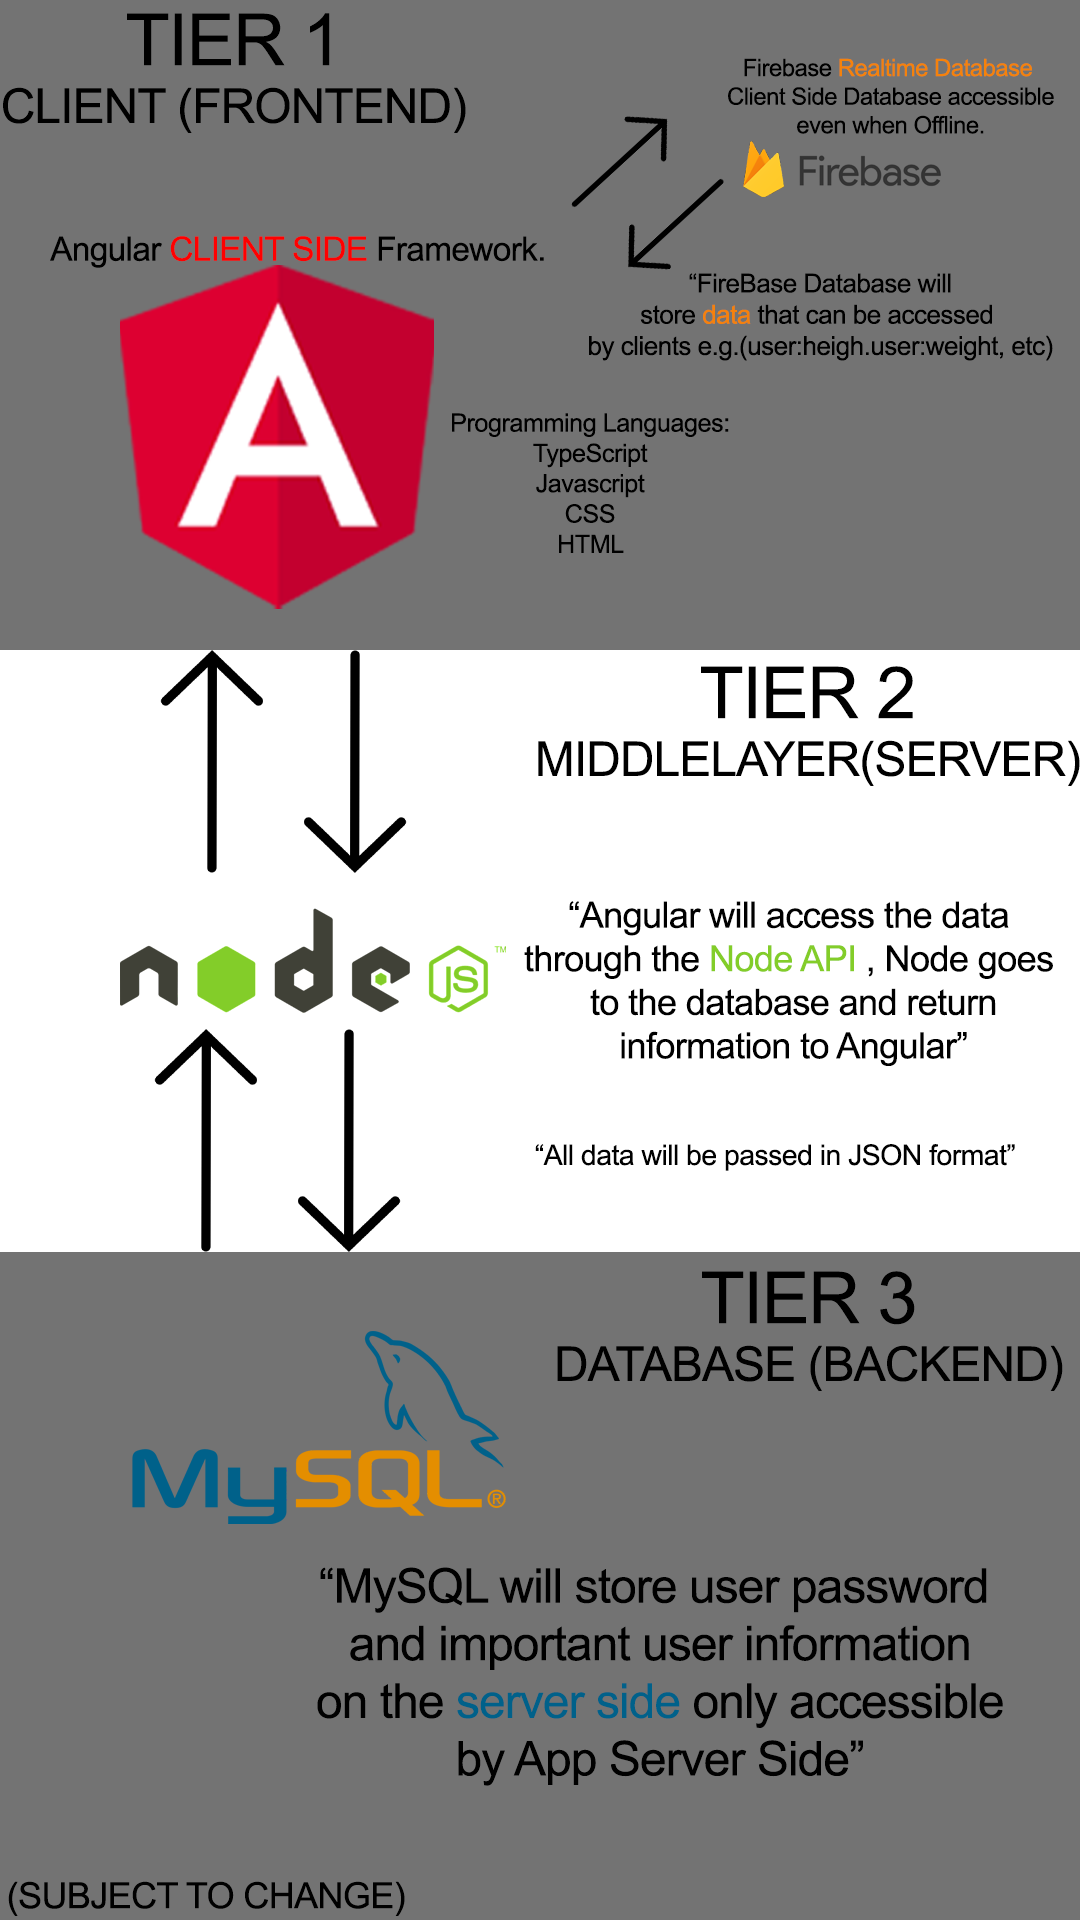 TIER 1
CLIENT (FRONTEND)
Firebase Realtime Database
Client Side Database accessible
even when Offline.
Firebase
Angular CLIENT SIDE Framework.
“FireBase Database will
store data that can be accessed
by clients e.g.(user:heigh.user:weight, etc)
Programming Languages:
TypeScript
Javascript
CSS
HTML
TIER 2
MIDDLELAYER(SERVER)
node JS ™
“Angular will access the data
through the Node API , Node goes
to the database and return
information to Angular”
“All data will be passed in JSON format”
TIER 3
DATABASE (BACKEND)
MySQL®
“MySQL will store user password
and important user information
on the server side only accessible
by App Server Side”
(SUBJECT TO CHANGE)